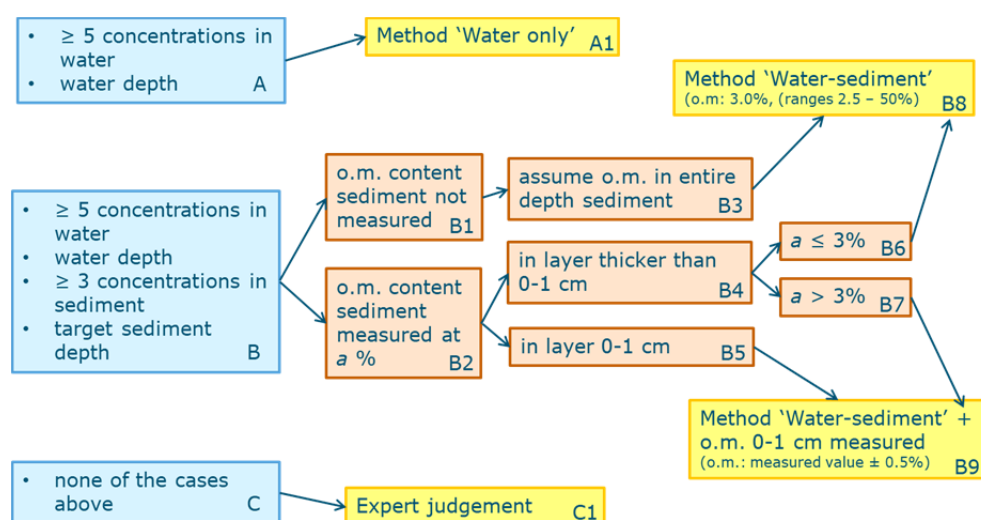 • ≥ 5 concentrations in
water
• water depth
A
Method ‘Water only’
A1
Method ‘Water-sediment’
(o.m: 3.0%, (ranges 2.5 – 50%)
B8
• ≥ 5 concentrations in
water
• water depth
• ≥ 3 concentrations in
sediment
• target sediment
depth
B
o.m. content
sediment not
measured
B1
assume o.m. in entire
depth sediment
B3
o.m. content
sediment
measured at
a %
B2
in layer thicker than
0-1 cm
B4
a ≤ 3%
B6
a > 3%
B7
in layer 0-1 cm
B5
Method ‘Water-sediment’ +
o.m. 0-1 cm measured
(o.m.: measured value ± 0.5%)
B9
• none of the cases
above
C
Expert judgement
C1